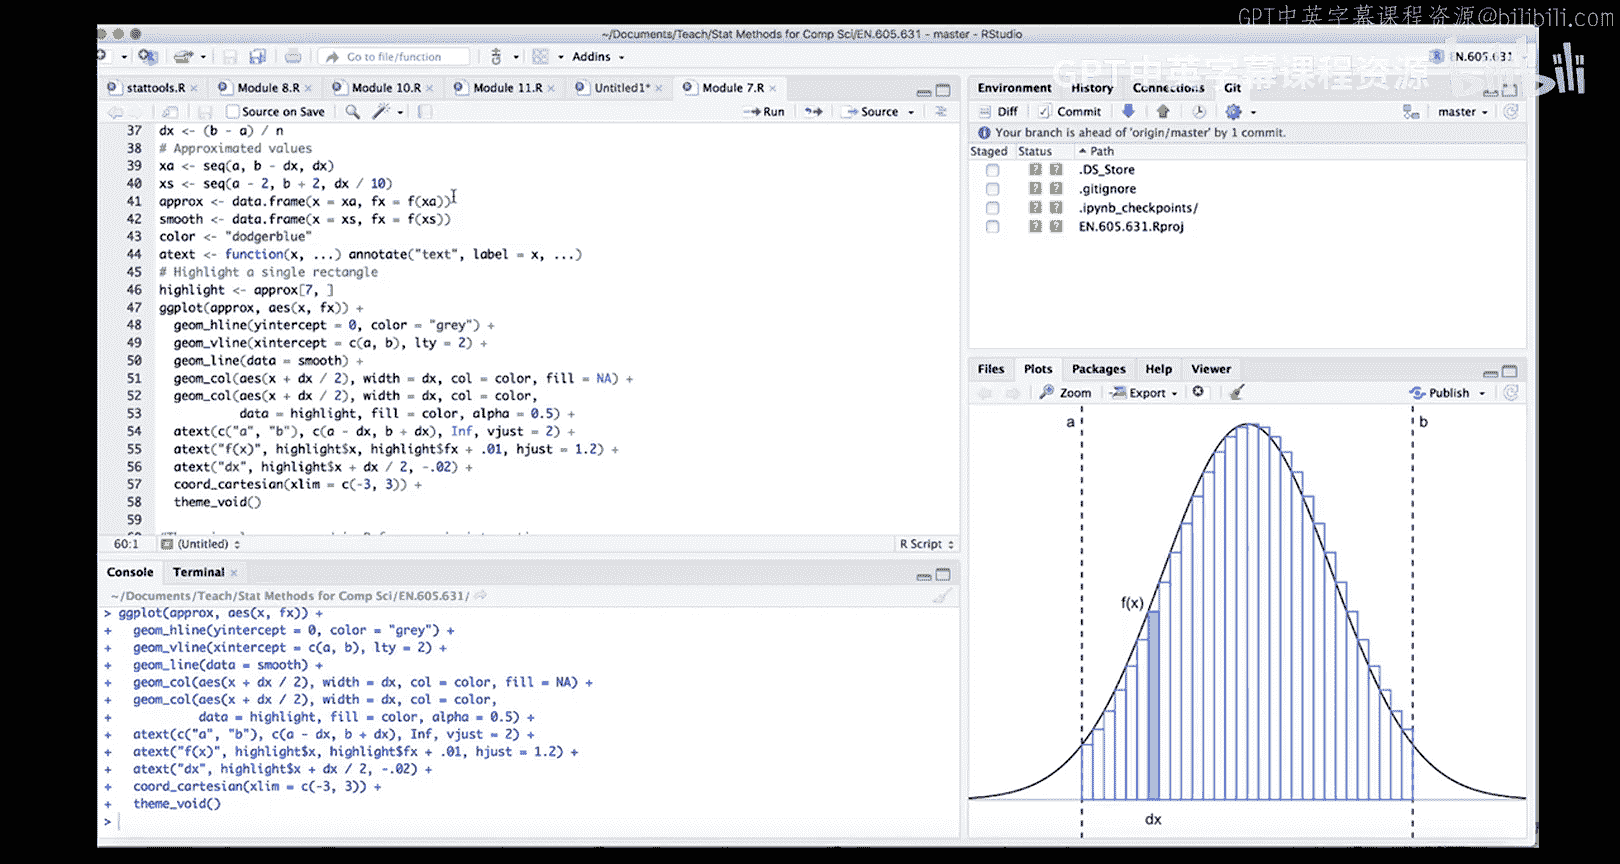 GPT中英字幕课程资源@bilibili.com
~/Documents/Teach/Stat Methods for Comp Sci/EN.605.631 - master - RStudio
Go to file/function
Addins
EN.605.631
GPT中英字幕课程资源
stattools.R
Module 8.R
Module 10.R
Module 11.R
Untitled1*
Module 7.R
Source on Save
Run
Source
37 dx <- (b - a) / n
38 # Approximated values
39 xa <- seq(a, b - dx, dx)
40 xs <- seq(a - 2, b + 2, dx / 10)
41 approx <- data.frame(x = xa, fx = f(xa))
42 smooth <- data.frame(x = xs, fx = f(xs))
43 color <- "dodgerblue"
44 atext <- function(x, ...) annotate("text", label = x, ...)
45 # Highlight a single rectangle
46 highlight <- approx[7, ]
47 ggplot(approx, aes(x, fx)) +
48 geom_hline(yintercept = 0, color = "grey") +
49 geom_vline(xintercept = c(a, b), lty = 2) +
50 geom_line(data = smooth) +
51 geom_col(aes(x + dx / 2), width = dx, col = color, fill = NA) +
52 geom_col(aes(x + dx / 2), width = dx, col = color,
53 data = highlight, fill = color, alpha = 0.5) +
54 atext(c("a", "b"), c(a - dx, b + dx), Inf, vjust = 2) +
55 atext("f(x)", highlight$x, highlight$fx + .01, hjust = 1.2) +
56 atext("dx", highlight$x + dx / 2, -.02) +
57 coord_cartesian(xlim = c(-3, 3)) +
58 theme_void()
59
60:1 (Untitled) R Script
Console Terminal
~/Documents/Teach/Stat Methods for Comp Sci/EN.605.631/
> ggplot(approx, aes(x, fx)) +
+ geom_hline(yintercept = 0, color = "grey") +
+ geom_vline(xintercept = c(a, b), lty = 2) +
+ geom_line(data = smooth) +
+ geom_col(aes(x + dx / 2), width = dx, col = color, fill = NA) +
+ geom_col(aes(x + dx / 2), width = dx, col = color,
+ data = highlight, fill = color, alpha = 0.5) +
+ atext(c("a", "b"), c(a - dx, b + dx), Inf, vjust = 2) +
+ atext("f(x)", highlight$x, highlight$fx + .01, hjust = 1.2) +
+ atext("dx", highlight$x + dx / 2, -.02) +
+ coord_cartesian(xlim = c(-3, 3)) +
+ theme_void()
>
Environment History Connections Git
Diff Commit master
Your branch is ahead of 'origin/master' by 1 commit.
Staged Status Path
? ? .DS_Store
? ? .gitignore
? ? .ipynb_checkpoints/
? ? EN.605.631.Rproj
Files Plots Packages Help Viewer
Zoom Export Publish
a
b
f(x)
dx